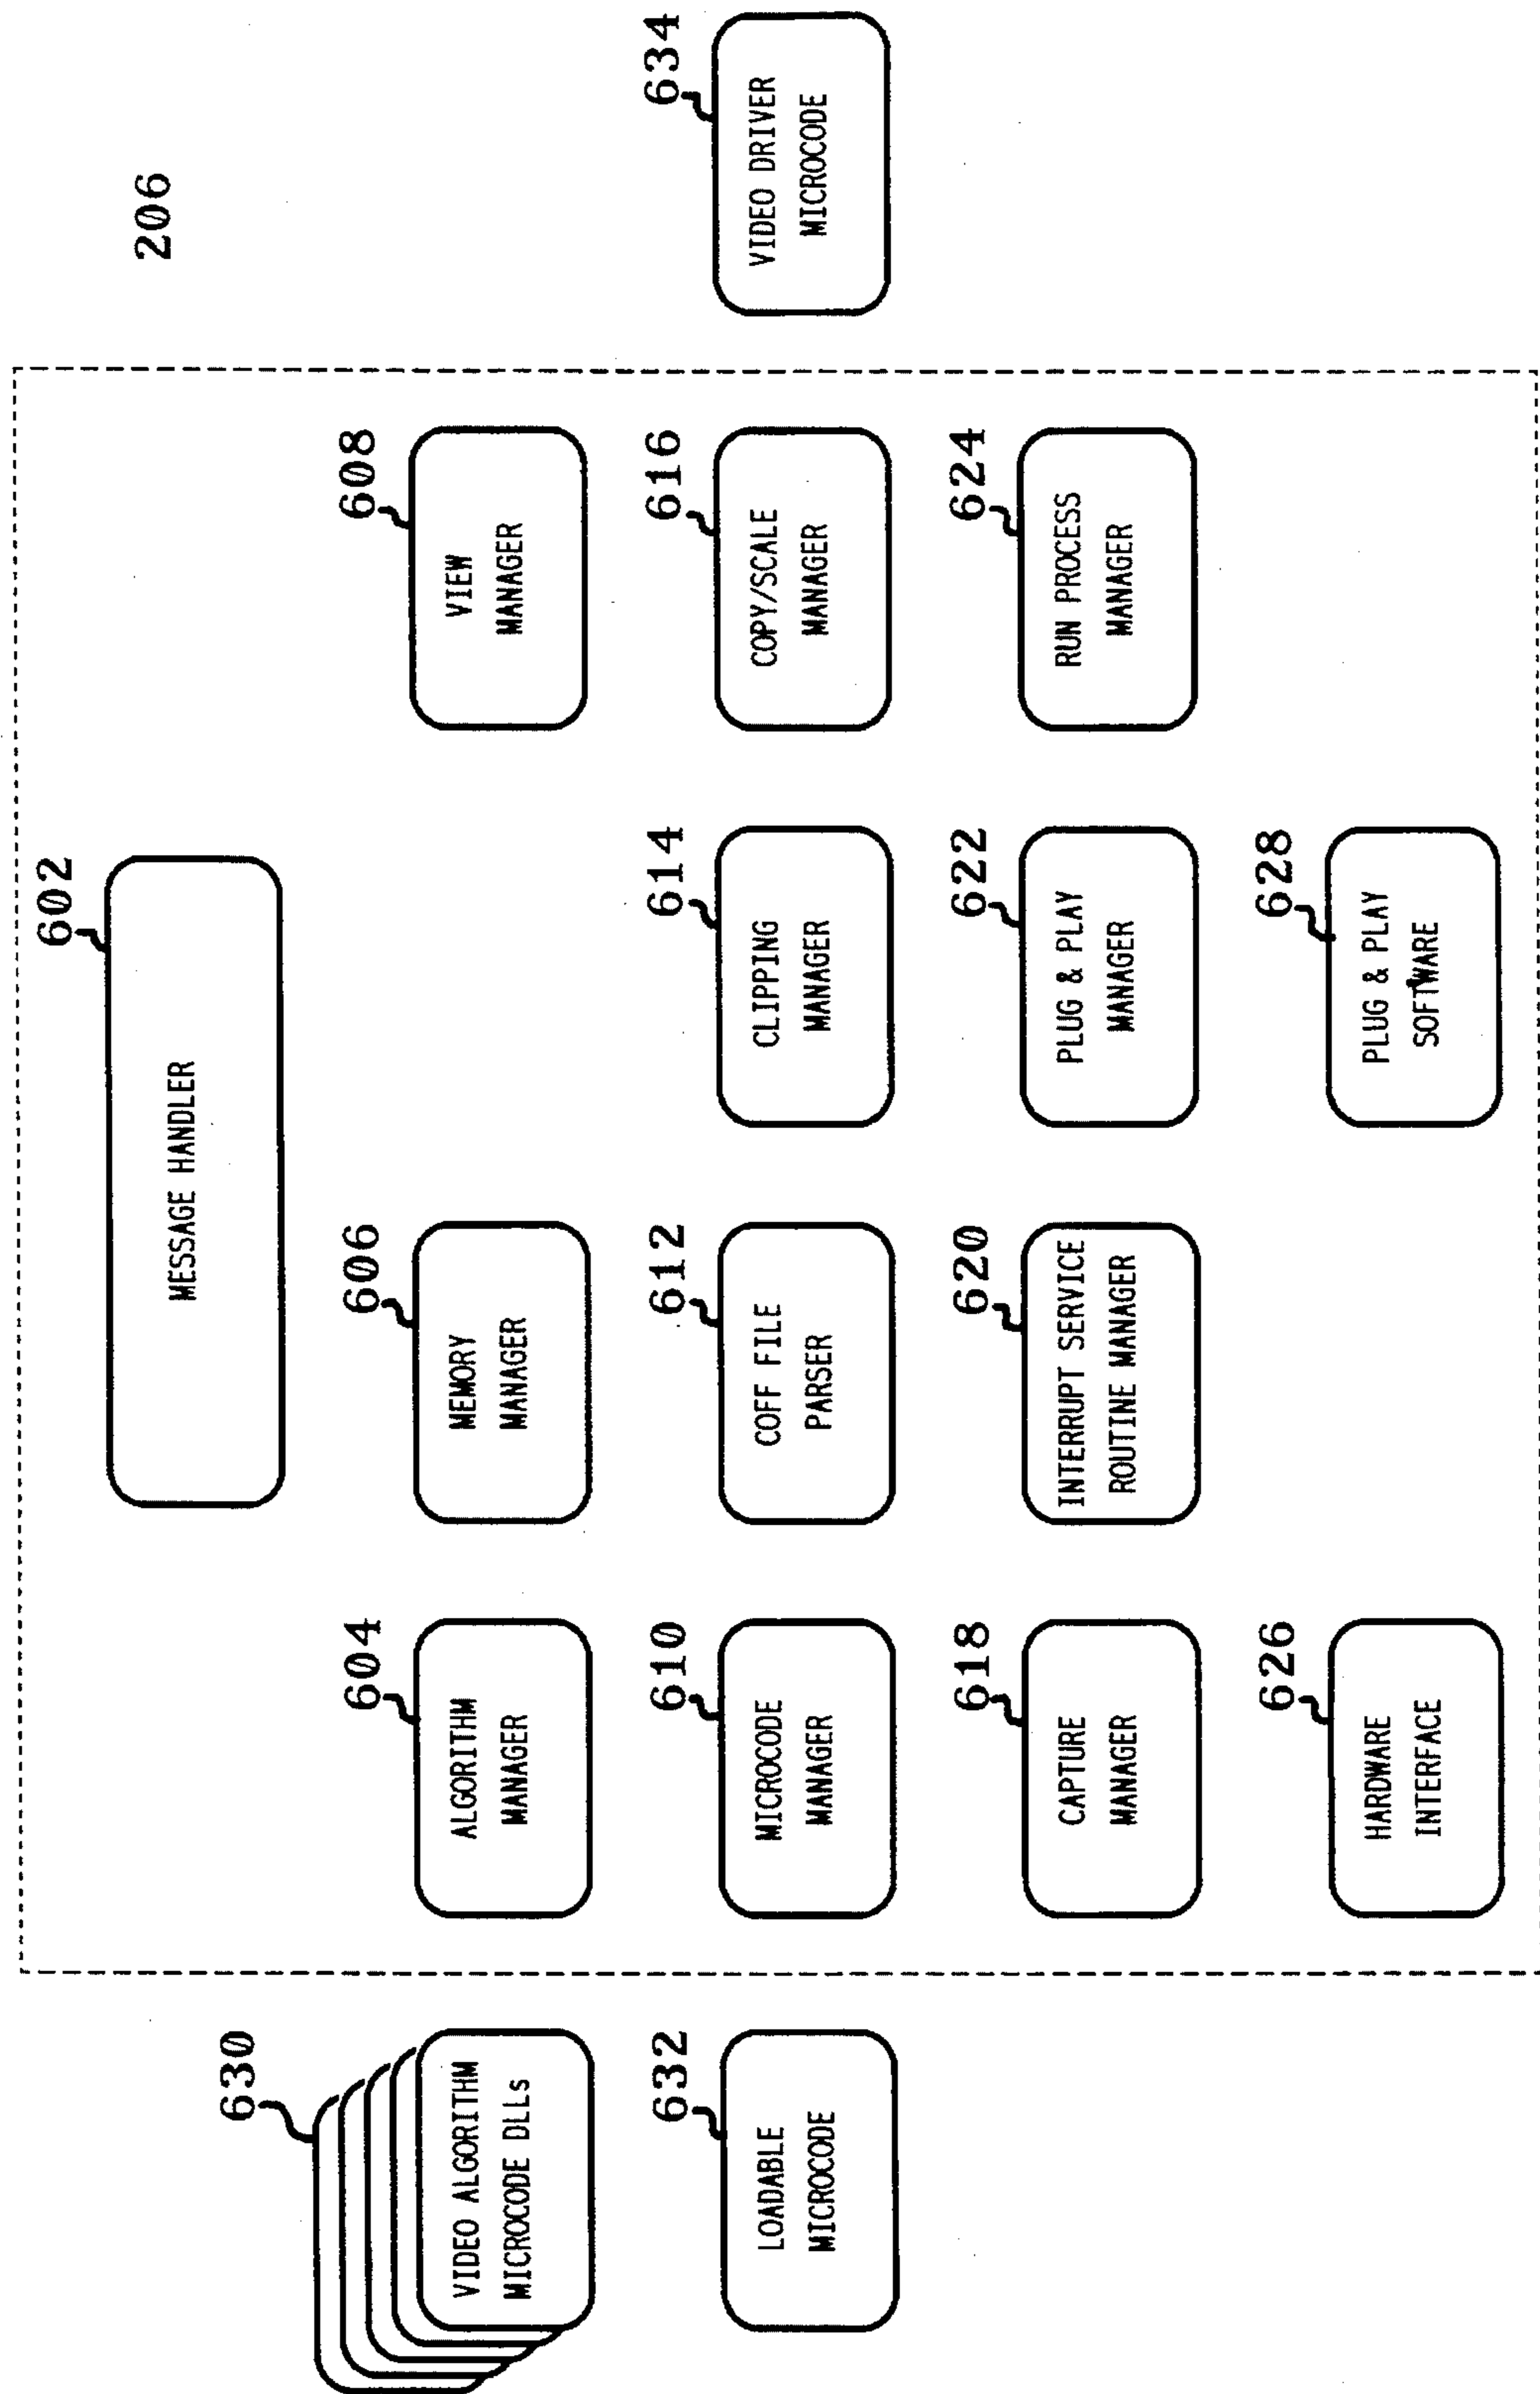 206
602
MESSAGE HANDLER
604
ALGORITHM
MANAGER
606
MEMORY
MANAGER
608
VIEW
MANAGER
630
VIDEO ALGORITHM
MICROCODE DLLs
610
MICROCODE
MANAGER
612
COFF FILE
PARSER
614
CLIPPING
MANAGER
616
COPY/SCALE
MANAGER
634
VIDEO DRIVER
MICROCODE
632
LOADABLE
MICROCODE
618
CAPTURE
MANAGER
620
INTERRUPT SERVICE
ROUTINE MANAGER
622
PLUG & PLAY
MANAGER
624
RUN PROCESS
MANAGER
626
HARDWARE
INTERFACE
628
PLUG & PLAY
SOFTWARE